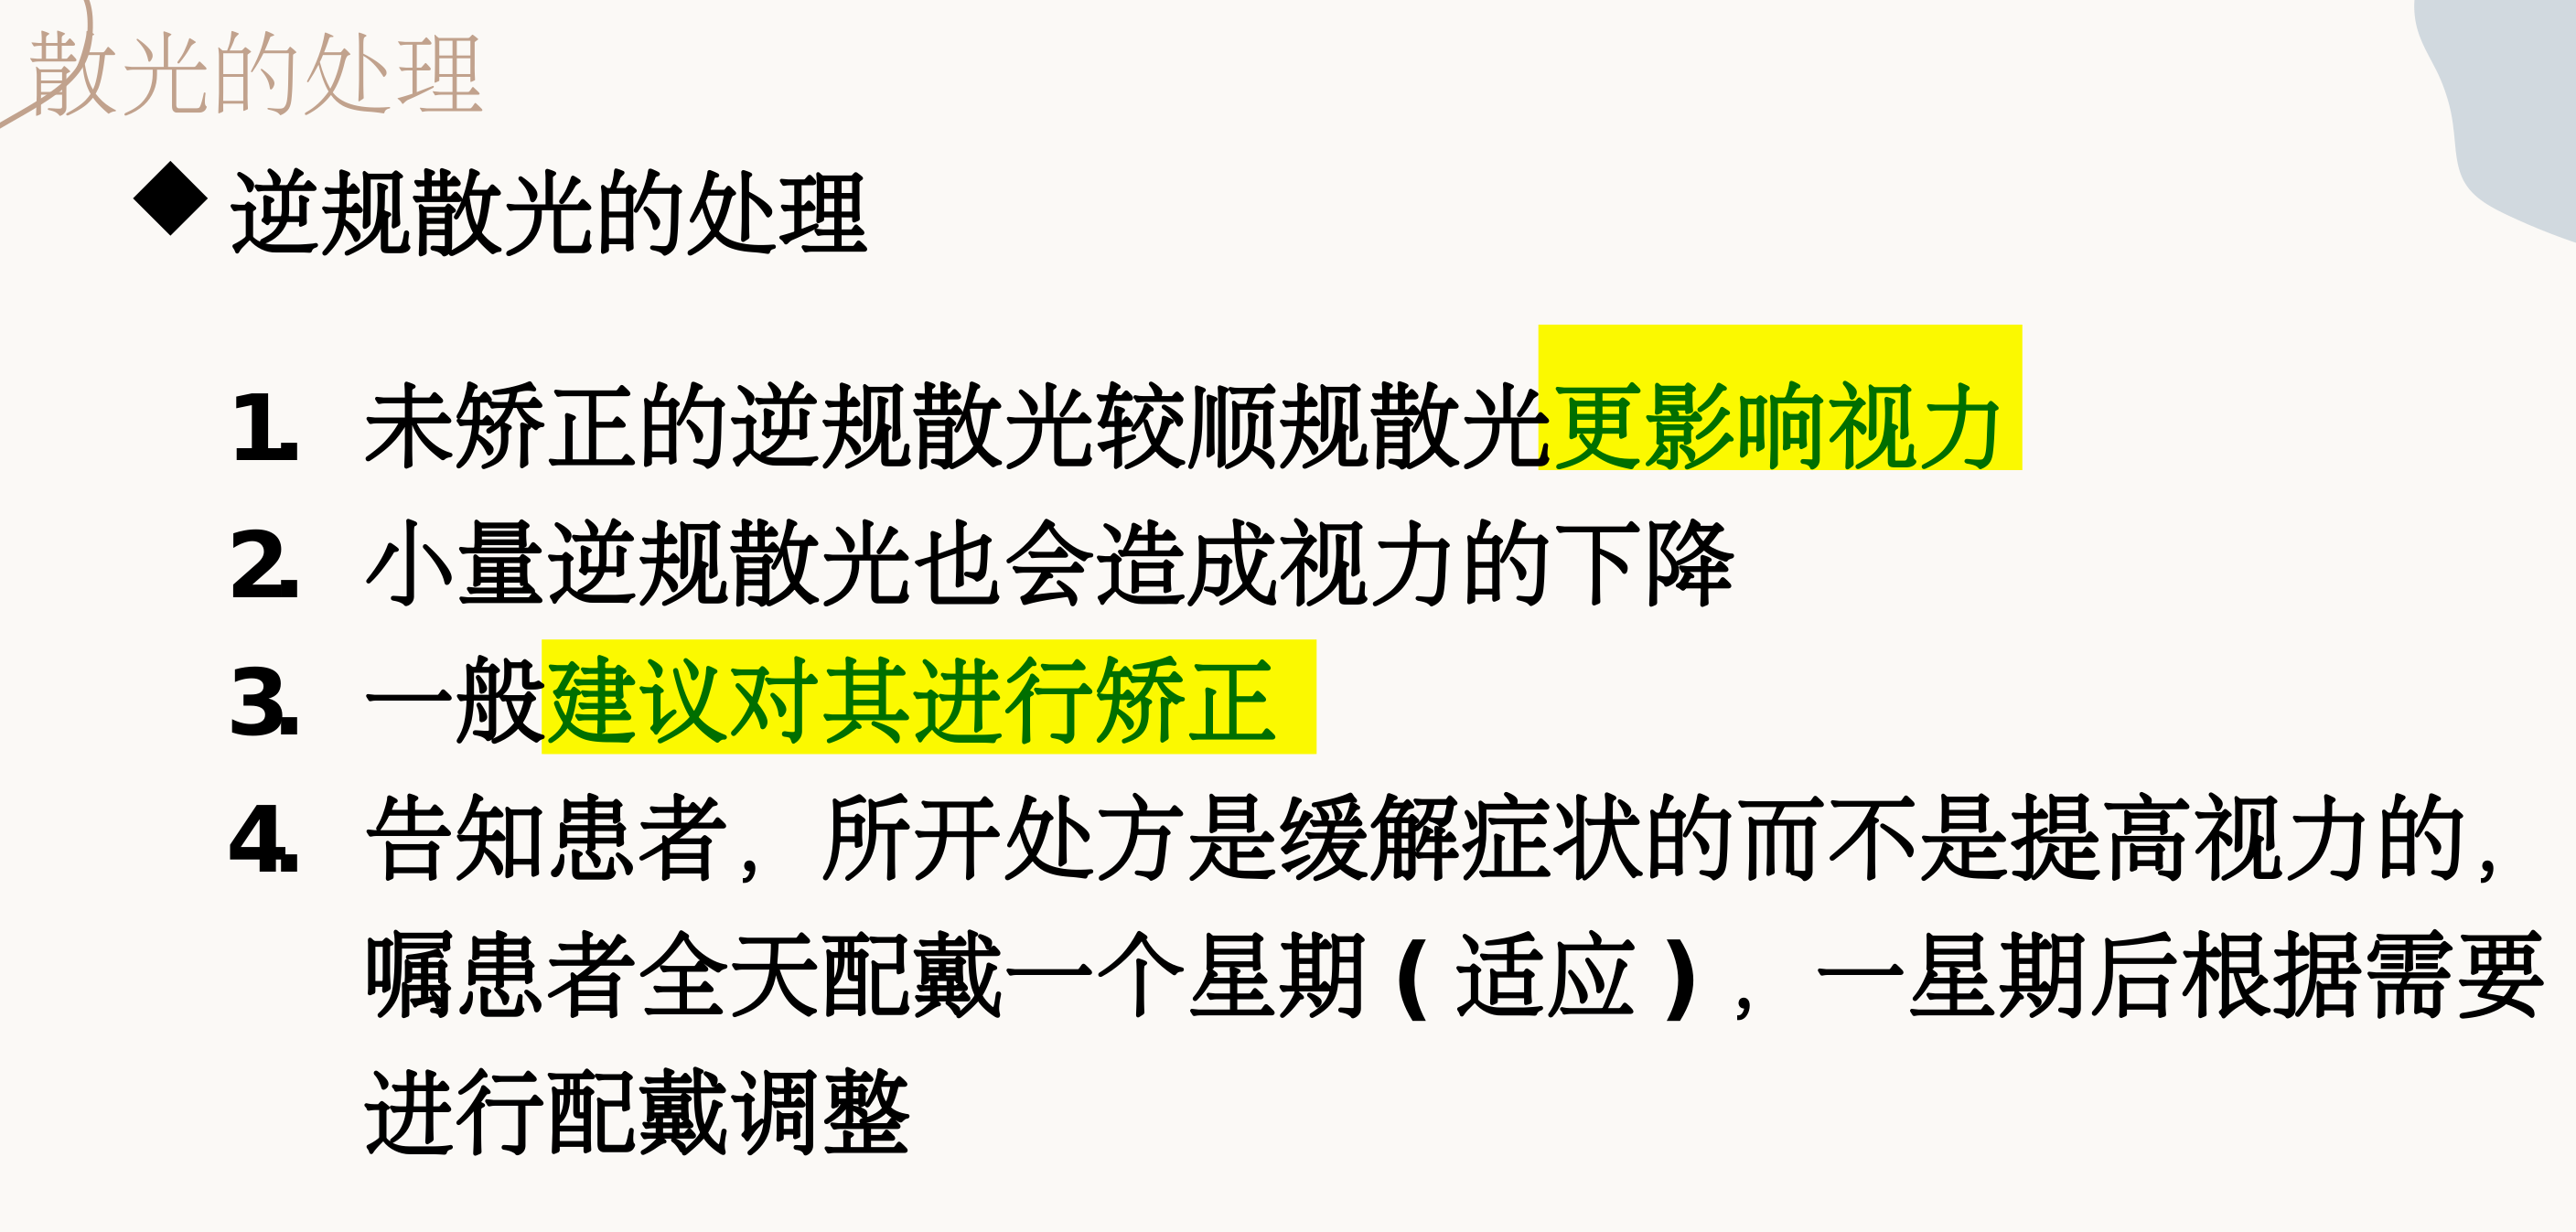 散光的处理
◆逆规散光的处理
1. 未矫正的逆规散光较顺规散光更影响视力
2. 小量逆规散光也会造成视力的下降
3. 一般建议对其进行矫正
4. 告知患者，所开处方是缓解症状的而不是提高视力的，
嘱患者全天配戴一个星期(适应)，一星期后根据需要
进行配戴调整